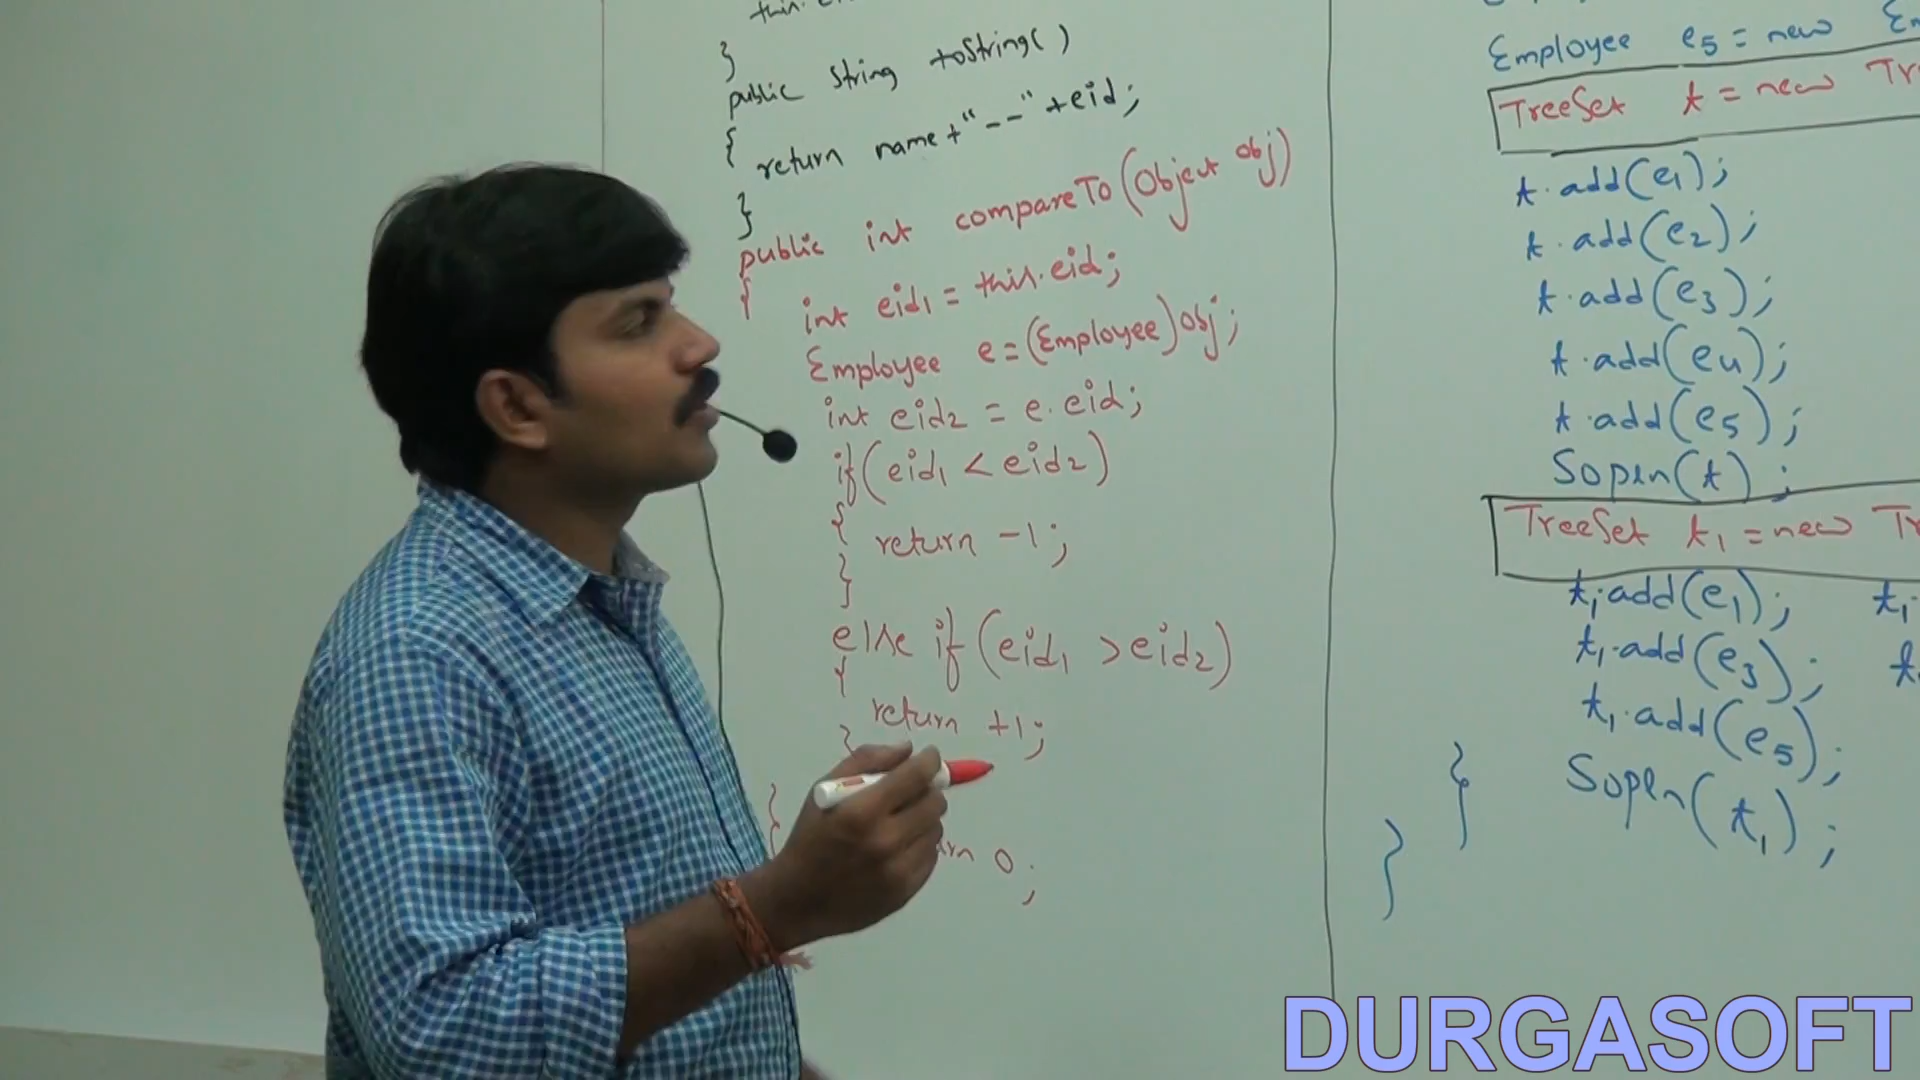 }
public String toString()
{
return name+"--"+eid;
}
public int compareTo(Object obj)
{
int eid1 = this.eid;
Employee e=(Employee)obj;
int eid2 = e.eid;
if(eid1 < eid2)
{
return -1;
}
else if(eid1 >eid2)
{
return +1;
}
0;
}
Employee e5 = new
TreeSet t = new
t.add(e1);
t.add(e2);
t.add(e3);
t.add(e4);
t.add(e5);
Sopln(t);
TreeSet t1 = new
t1.add(e1); t1.
t1.add(e3);
t1.add(e5);
Sopln(t1);
}
}
DURGASOFT